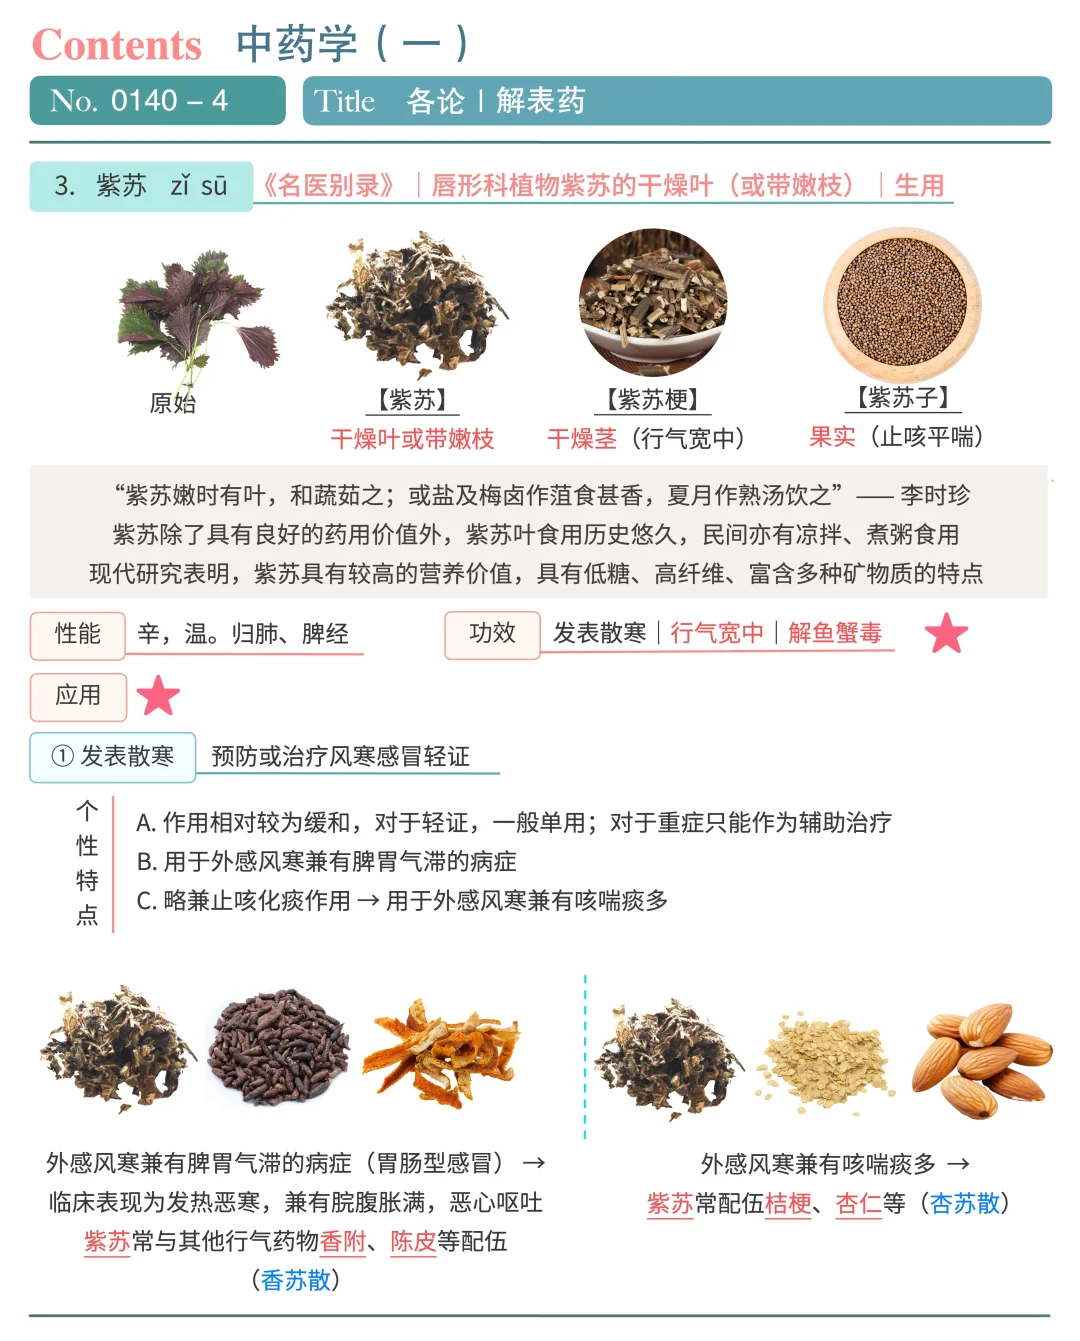 Contents 中药学(一)
No. 0140 – 4 Title 各论 | 解表药
3. 紫苏 zǐ sū 《名医别录》｜唇形科植物紫苏的干燥叶（或带嫩枝）｜生用
原始 【紫苏】 【紫苏梗】 【紫苏子】
干燥叶或带嫩枝 干燥茎（行气宽中） 果实（止咳平喘）
“紫苏嫩时有叶，和蔬茹之；或盐及梅卤作菹食甚香，夏月作熟汤饮之”—— 李时珍
紫苏除了具有良好的药用价值外，紫苏叶食用历史悠久，民间亦有凉拌、煮粥食用
现代研究表明，紫苏具有较高的营养价值，具有低糖、高纤维、富含多种矿物质的特点
性能 辛，温。归肺、脾经 功效 发表散寒｜行气宽中｜解鱼蟹毒
应用
① 发表散寒 预防或治疗风寒感冒轻证
个性特点
A. 作用相对较为缓和，对于轻证，一般单用；对于重症只能作为辅助治疗
B. 用于外感风寒兼有脾胃气滞的病症
C. 略兼止咳化痰作用 → 用于外感风寒兼有咳喘痰多
外感风寒兼有脾胃气滞的病症（胃肠型感冒） →
临床表现为发热恶寒，兼有脘腹胀满，恶心呕吐
紫苏常与其他行气药物香附、陈皮等配伍
（香苏散）
外感风寒兼有咳喘痰多 →
紫苏常配伍桔梗、杏仁等（杏苏散）